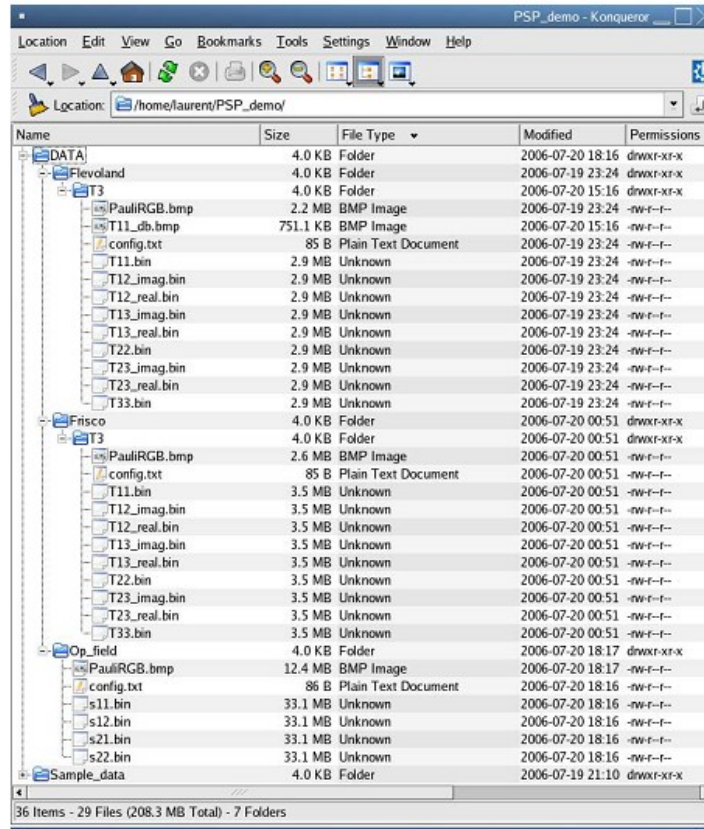 PSP_demo - Konqueror
Location Edit View Go Bookmarks Tools Settings Window Help
Location: /home/laurent/PSP_demo/
Name Size File Type Modified Permissions
DATA 4.0 KB Folder 2006-07-20 18:16 drwxr-xr-x
Flevoland 4.0 KB Folder 2006-07-19 23:24 drwxr-xr-x
T3 4.0 KB Folder 2006-07-20 15:16 drwxr-xr-x
PauliRGB.bmp 2.2 MB BMP Image 2006-07-19 23:24 -rw-r--r--
T11_db.bmp 751.1 KB BMP Image 2006-07-20 15:16 -rw-r--r--
config.txt 85 B Plain Text Document 2006-07-19 23:24 -rw-r--r--
T11.bin 2.9 MB Unknown 2006-07-19 23:24 -rw-r--r--
T12_imag.bin 2.9 MB Unknown 2006-07-19 23:24 -rw-r--r--
T12_real.bin 2.9 MB Unknown 2006-07-19 23:24 -rw-r--r--
T13_imag.bin 2.9 MB Unknown 2006-07-19 23:24 -rw-r--r--
T13_real.bin 2.9 MB Unknown 2006-07-19 23:24 -rw-r--r--
T22.bin 2.9 MB Unknown 2006-07-19 23:24 -rw-r--r--
T23_imag.bin 2.9 MB Unknown 2006-07-19 23:24 -rw-r--r--
T23_real.bin 2.9 MB Unknown 2006-07-19 23:24 -rw-r--r--
T33.bin 2.9 MB Unknown 2006-07-19 23:24 -rw-r--r--
Frisco 4.0 KB Folder 2006-07-20 00:51 drwxr-xr-x
T3 4.0 KB Folder 2006-07-20 00:51 drwxr-xr-x
PauliRGB.bmp 2.6 MB BMP Image 2006-07-20 00:51 -rw-r--r--
config.txt 85 B Plain Text Document 2006-07-20 00:51 -rw-r--r--
T11.bin 3.5 MB Unknown 2006-07-20 00:51 -rw-r--r--
T12_imag.bin 3.5 MB Unknown 2006-07-20 00:51 -rw-r--r--
T12_real.bin 3.5 MB Unknown 2006-07-20 00:51 -rw-r--r--
T13_imag.bin 3.5 MB Unknown 2006-07-20 00:51 -rw-r--r--
T13_real.bin 3.5 MB Unknown 2006-07-20 00:51 -rw-r--r--
T22.bin 3.5 MB Unknown 2006-07-20 00:51 -rw-r--r--
T23_imag.bin 3.5 MB Unknown 2006-07-20 00:51 -rw-r--r--
T23_real.bin 3.5 MB Unknown 2006-07-20 00:51 -rw-r--r--
T33.bin 3.5 MB Unknown 2006-07-20 00:51 -rw-r--r--
Op_field 4.0 KB Folder 2006-07-20 18:17 drwxr-xr-x
PauliRGB.bmp 12.4 MB BMP Image 2006-07-20 18:17 -rw-r--r--
config.txt 86 B Plain Text Document 2006-07-20 18:16 -rw-r--r--
s11.bin 33.1 MB Unknown 2006-07-20 18:16 -rw-r--r--
s12.bin 33.1 MB Unknown 2006-07-20 18:16 -rw-r--r--
s21.bin 33.1 MB Unknown 2006-07-20 18:16 -rw-r--r--
s22.bin 33.1 MB Unknown 2006-07-20 18:16 -rw-r--r--
Sample_data 4.0 KB Folder 2006-07-19 21:10 drwxr-xr-x
36 Items - 29 Files (208.3 MB Total) - 7 Folders